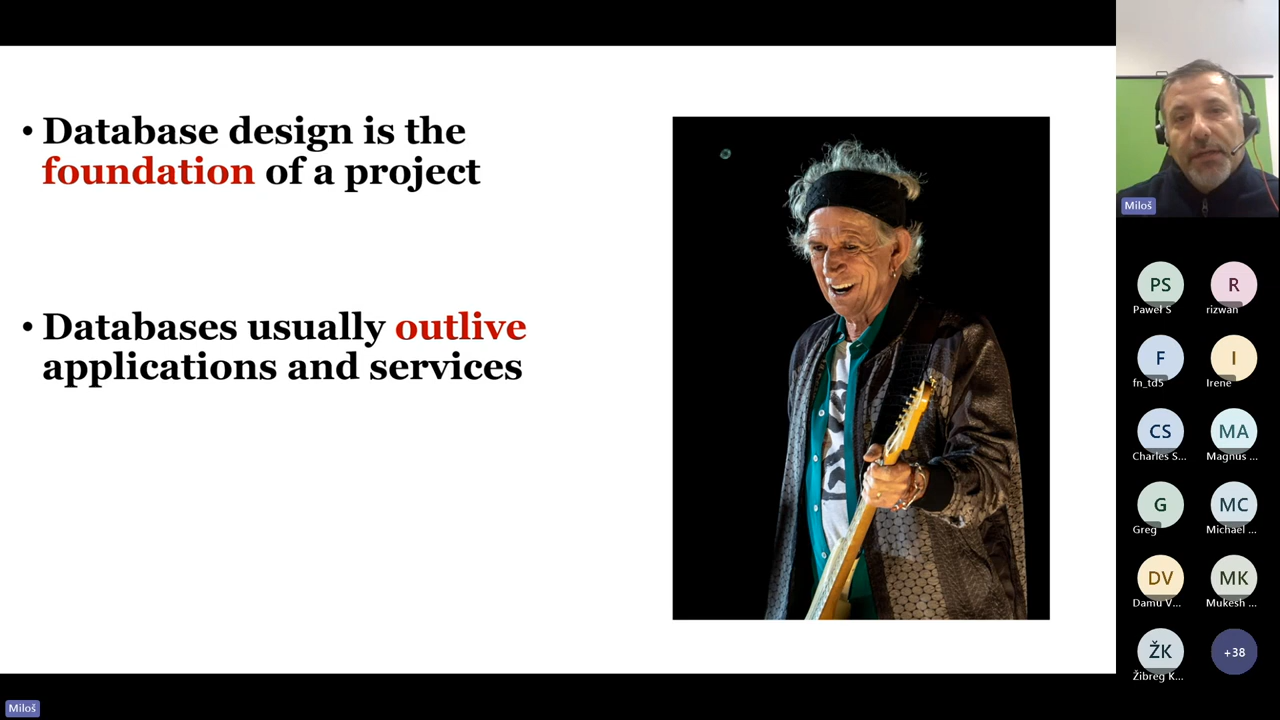 • Database design is the
foundation of a project
• Databases usually outlive
applications and services
Miloš
PS
Paweł S
R
rizwan
F
fn_td5
I
Irene
CS
Charles S...
MA
Magnus ...
G
Greg
MC
Michael ...
DV
Damu V...
MK
Mukesh ...
ŽK
Žibreg K...
+38
Miloš